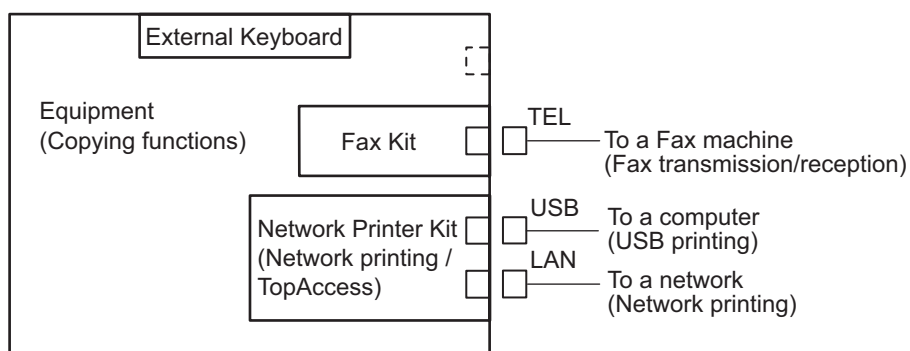 External Keyboard
Equipment
(Copying functions)
Fax Kit
TEL
To a Fax machine
(Fax transmission/reception)
Network Printer Kit
(Network printing /
TopAccess)
USB
To a computer
(USB printing)
LAN
To a network
(Network printing)